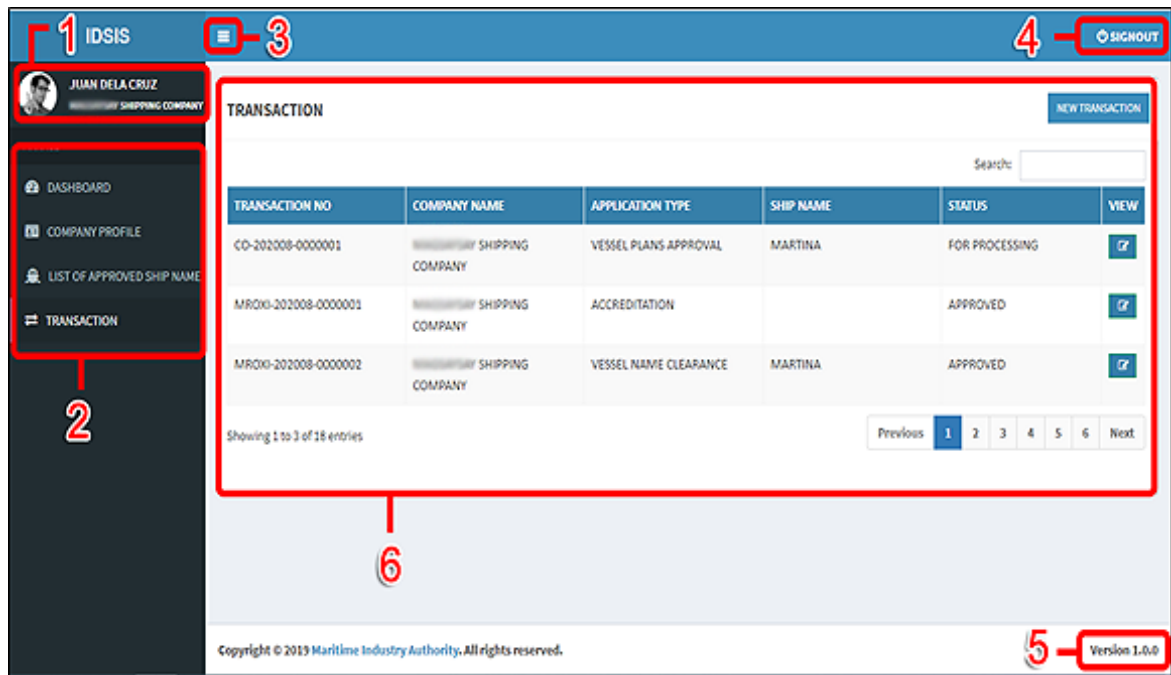 1
IDSIS
3
4
SIGNOUT
JUAN DELA CRUZ
SHIPPING COMPANY
DASHBOARD
COMPANY PROFILE
LIST OF APPROVED SHIP NAME
TRANSACTION
2
TRANSACTION
NEW TRANSACTION
Search:
TRANSACTION NO COMPANY NAME APPLICATION TYPE SHIP NAME STATUS VIEW
CO-202008-0000001 SHIPPING COMPANY VESSEL PLANS APPROVAL MARTINA FOR PROCESSING
MROXI-202008-0000001 SHIPPING COMPANY ACCREDITATION APPROVED
MROXI-202008-0000002 SHIPPING COMPANY VESSEL NAME CLEARANCE MARTINA APPROVED
Showing 1 to 3 of 18 entries
Previous 1 2 3 4 5 6 Next
6
Copyright © 2019 Maritime Industry Authority. All rights reserved.
5
Version 1.0.0